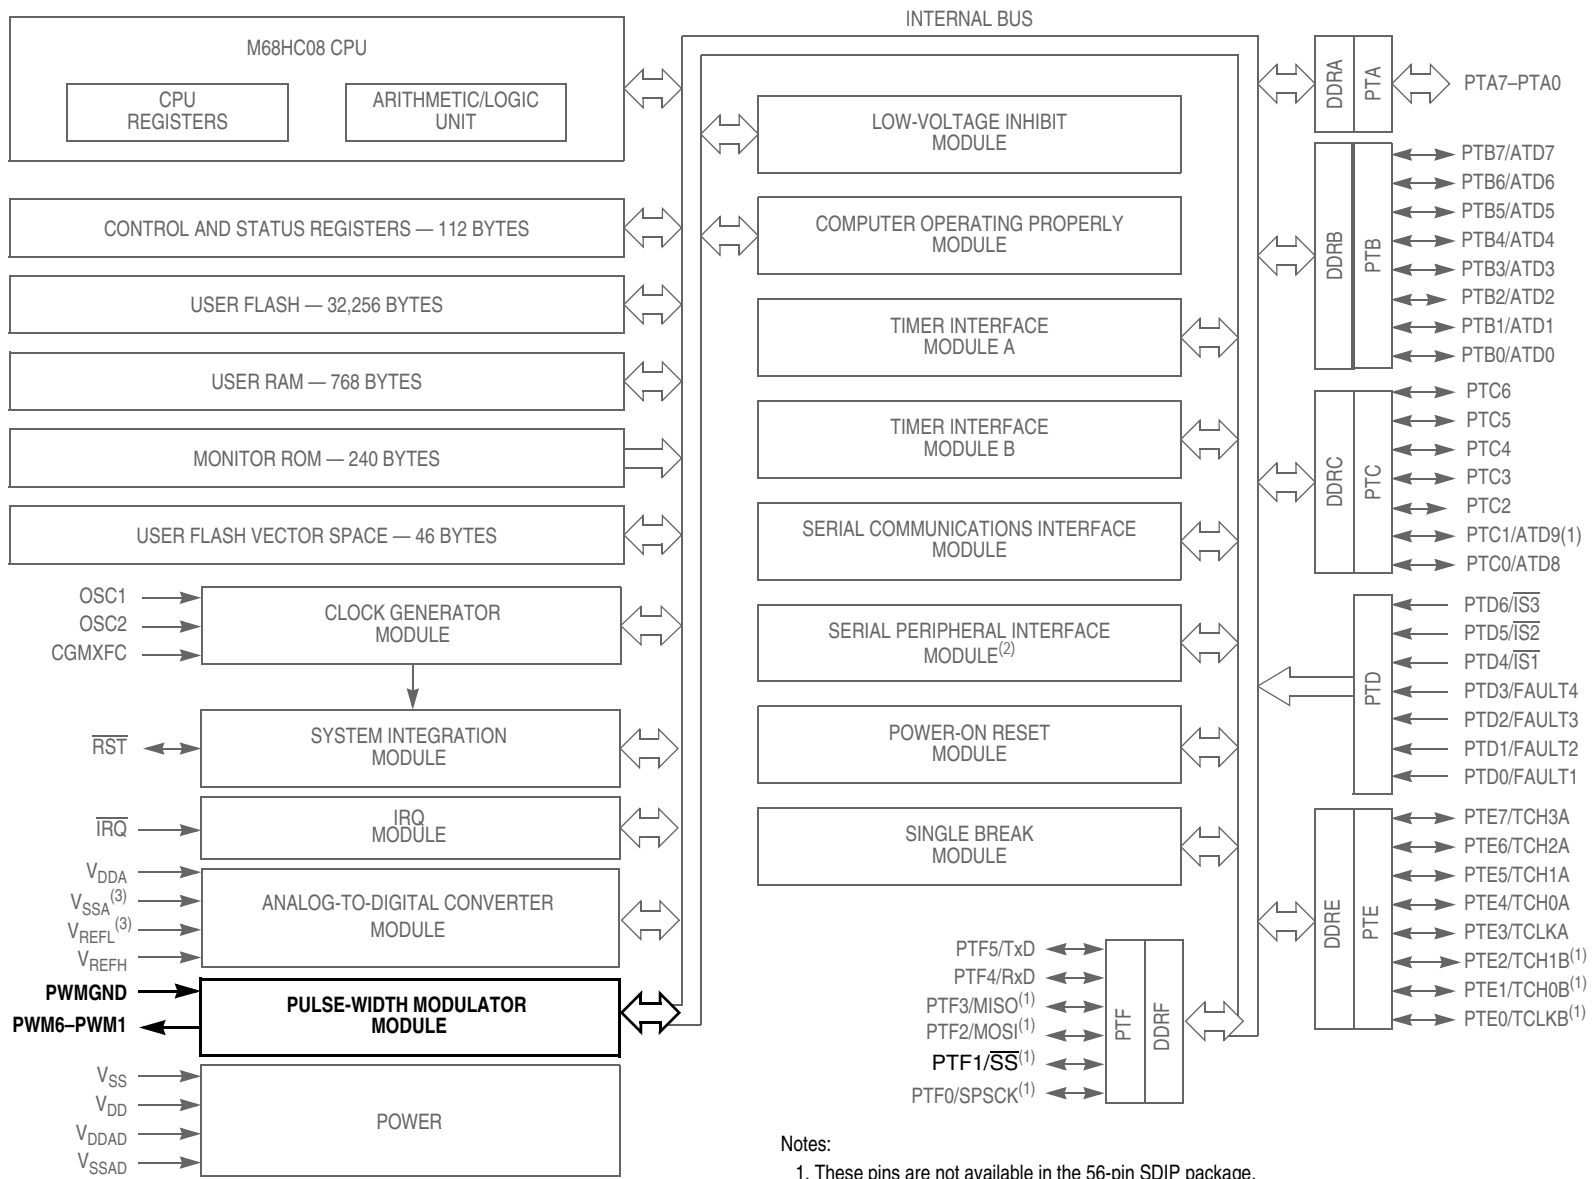 INTERNAL BUS
M68HC08 CPU
CPU
REGISTERS
ARITHMETIC/LOGIC
UNIT
CONTROL AND STATUS REGISTERS — 112 BYTES
USER FLASH — 32,256 BYTES
USER RAM — 768 BYTES
MONITOR ROM — 240 BYTES
USER FLASH VECTOR SPACE — 46 BYTES
OSC1
OSC2
CGMXFC
CLOCK GENERATOR
MODULE
RST
SYSTEM INTEGRATION
MODULE
IRQ
IRQ
MODULE
VDDA
VSSA(3)
VREFL(3)
VREFH
ANALOG-TO-DIGITAL CONVERTER
MODULE
PWMGND
PWM6–PWM1
PULSE-WIDTH MODULATOR
MODULE
VSS
VDD
VDDAD
VSSAD
POWER
LOW-VOLTAGE INHIBIT
MODULE
COMPUTER OPERATING PROPERLY
MODULE
TIMER INTERFACE
MODULE A
TIMER INTERFACE
MODULE B
SERIAL COMMUNICATIONS INTERFACE
MODULE
SERIAL PERIPHERAL INTERFACE
MODULE(2)
POWER-ON RESET
MODULE
SINGLE BREAK
MODULE
PTF5/TxD
PTF4/RxD
PTF3/MISO(1)
PTF2/MOSI(1)
PTF1/SS(1)
PTF0/SPSCK(1)
PTF
DDRF
DDRA
PTA
PTA7–PTA0
DDRB
PTB
PTB7/ATD7
PTB6/ATD6
PTB5/ATD5
PTB4/ATD4
PTB3/ATD3
PTB2/ATD2
PTB1/ATD1
PTB0/ATD0
DDRC
PTC
PTC6
PTC5
PTC4
PTC3
PTC2
PTC1/ATD9(1)
PTC0/ATD8
PTD
PTD6/IS3
PTD5/IS2
PTD4/IS1
PTD3/FAULT4
PTD2/FAULT3
PTD1/FAULT2
PTD0/FAULT1
DDRE
PTE
PTE7/TCH3A
PTE6/TCH2A
PTE5/TCH1A
PTE4/TCH0A
PTE3/TCLKA
PTE2/TCH1B(1)
PTE1/TCH0B(1)
PTE0/TCLKB(1)
Notes:
1. These pins are not available in the 56-pin SDIP package.